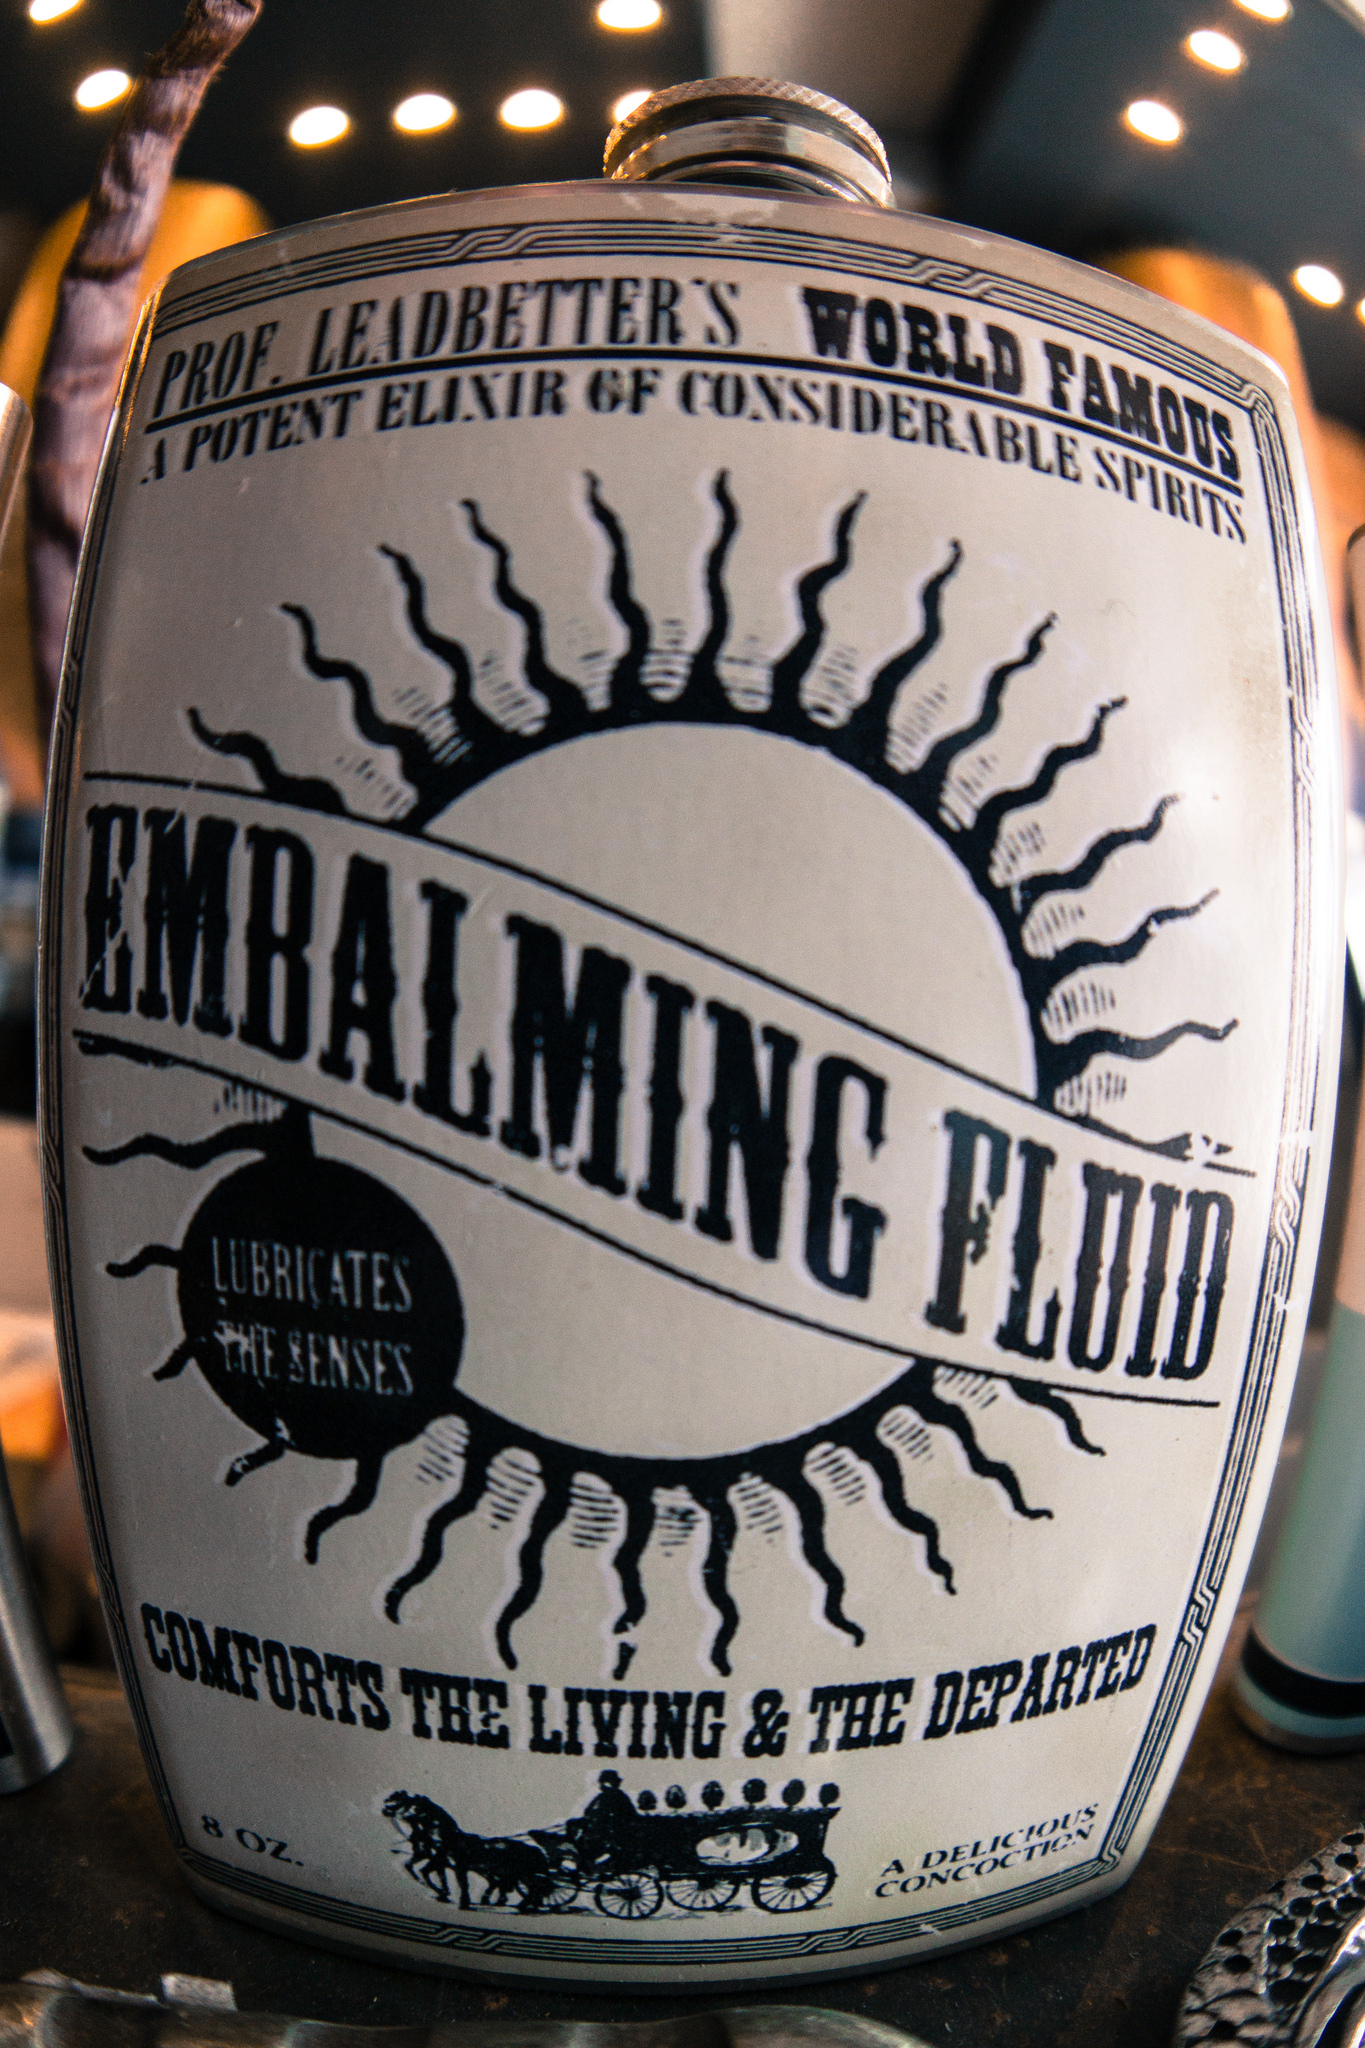 PROF. LEADBETTER'S WORLD FAMOUS
A POTENT ELIXIR OF CONSIDERABLE SPIRITS
EMBALMING FLUID
LUBRICATES
THE SENSES
COMFORTS THE LIVING & THE DEPARTED
8 OZ.
A DELICIOUS
CONCOCTION